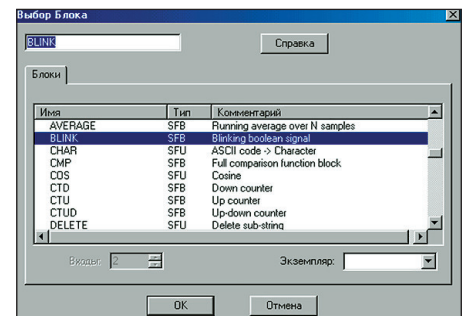 Выбор Блока
BLINK
Справка
Блоки
Имя Тип Комментарий
AVERAGE SFB Running average over N samples
BLINK SFB Blinking boolean signal
CHAR SFU ASCII code -> Character
CMP SFB Full comparison function block
COS SFU Cosine
CTD SFB Down counter
CTU SFB Up counter
CTUD SFB Up-down counter
DELETE SFU Delete sub-string
Входы: 2 Экземпляр:
OK Отмена